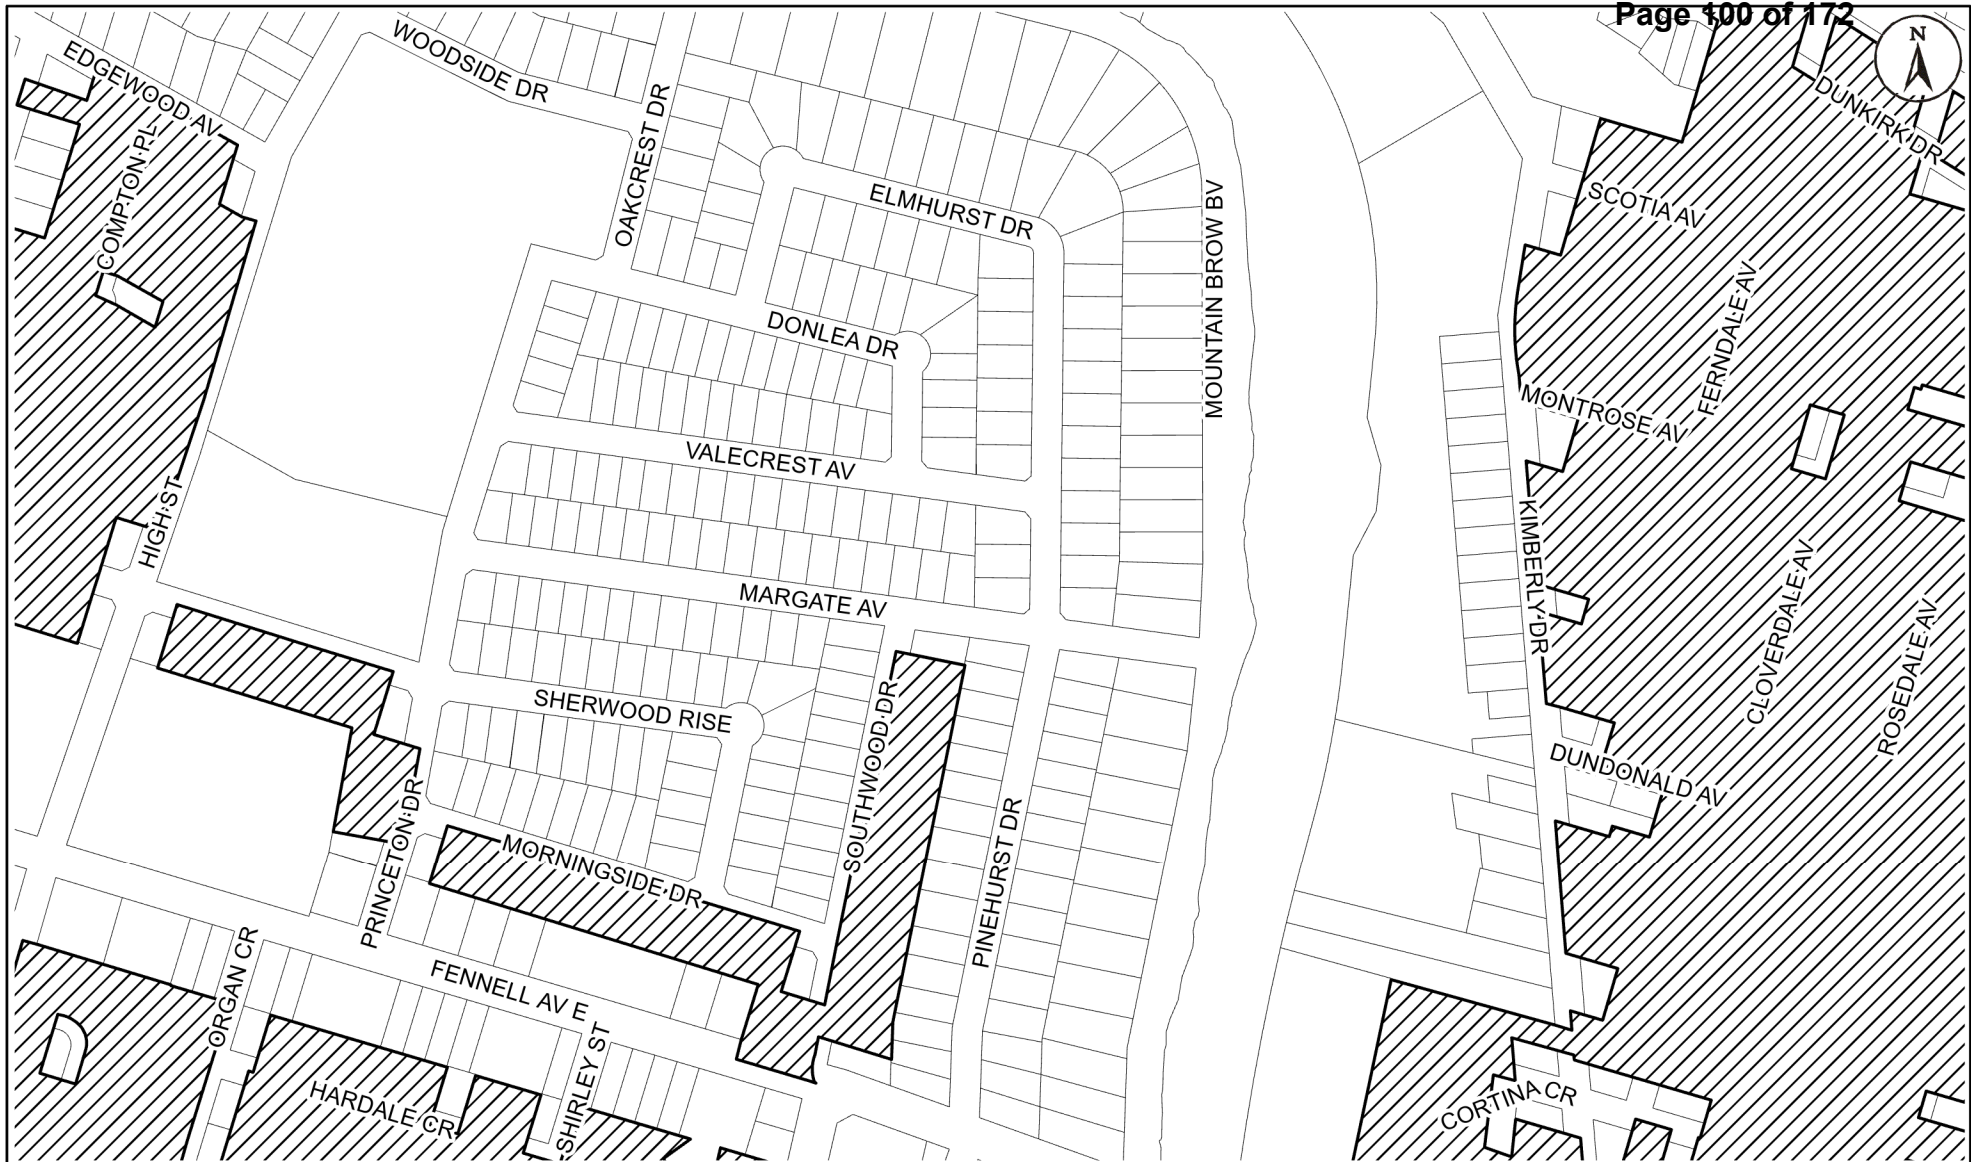 Page 100 of 172
N
WOODSIDE DR
EDGEWOOD AV
COMPTON PL
OAKCREST DR
ELMHURST DR
MOUNTAIN BROW BV
DUNKIRK DR
SCOTIA AV
FERNDALE AV
DONLEA DR
MONTROSE AV
VALECREST AV
HIGH ST
KIMBERLY DR
MARGATE AV
CLOVERDALE AV
ROSEDALE AV
SHERWOOD RISE
SOUTHWOOD DR
DUNDONALD AV
PRINCETON DR
MORNINGSIDE DR
PINEHURST DR
ORGAN CR
FENNELL AV E
SHIRLEY ST
HARDALE CR
CORTINA CR